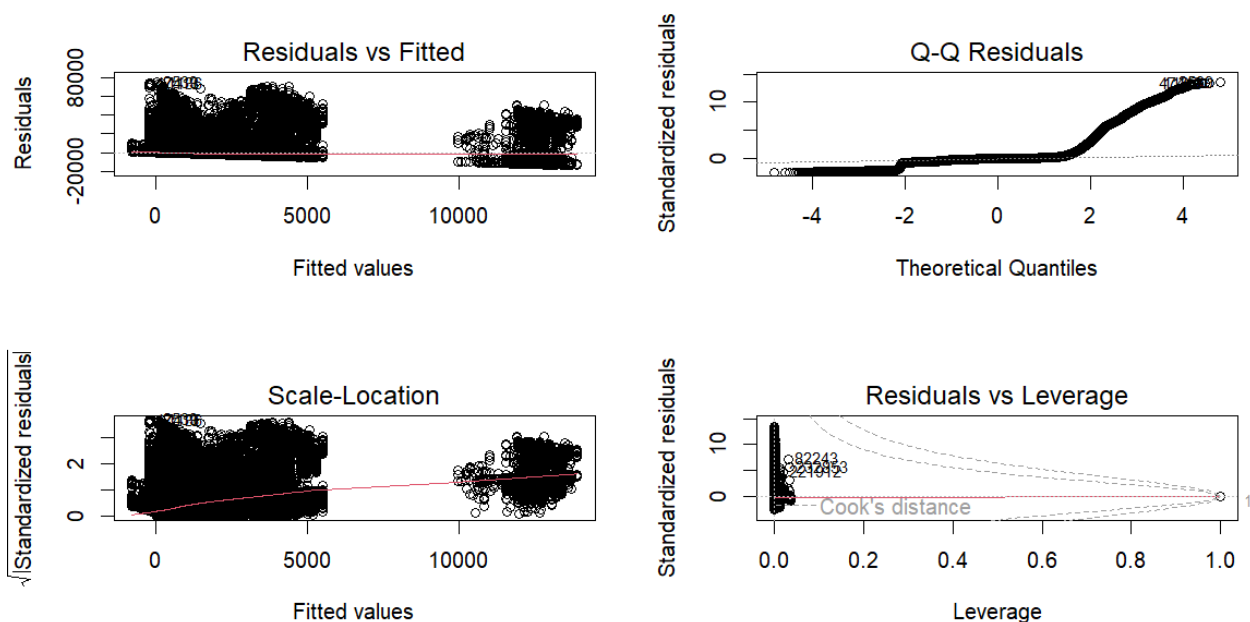 Residuals vs Fitted
Residuals
80000
-20000
0 5000 10000
Fitted values
Q-Q Residuals
Standardized residuals
10
0
-4 -2 0 2 4
Theoretical Quantiles
Scale-Location
√|Standardized residuals|
2
0
0 5000 10000
Fitted values
Residuals vs Leverage
Standardized residuals
10
0
82243
Cook's distance
1
0.0 0.2 0.4 0.6 0.8 1.0
Leverage